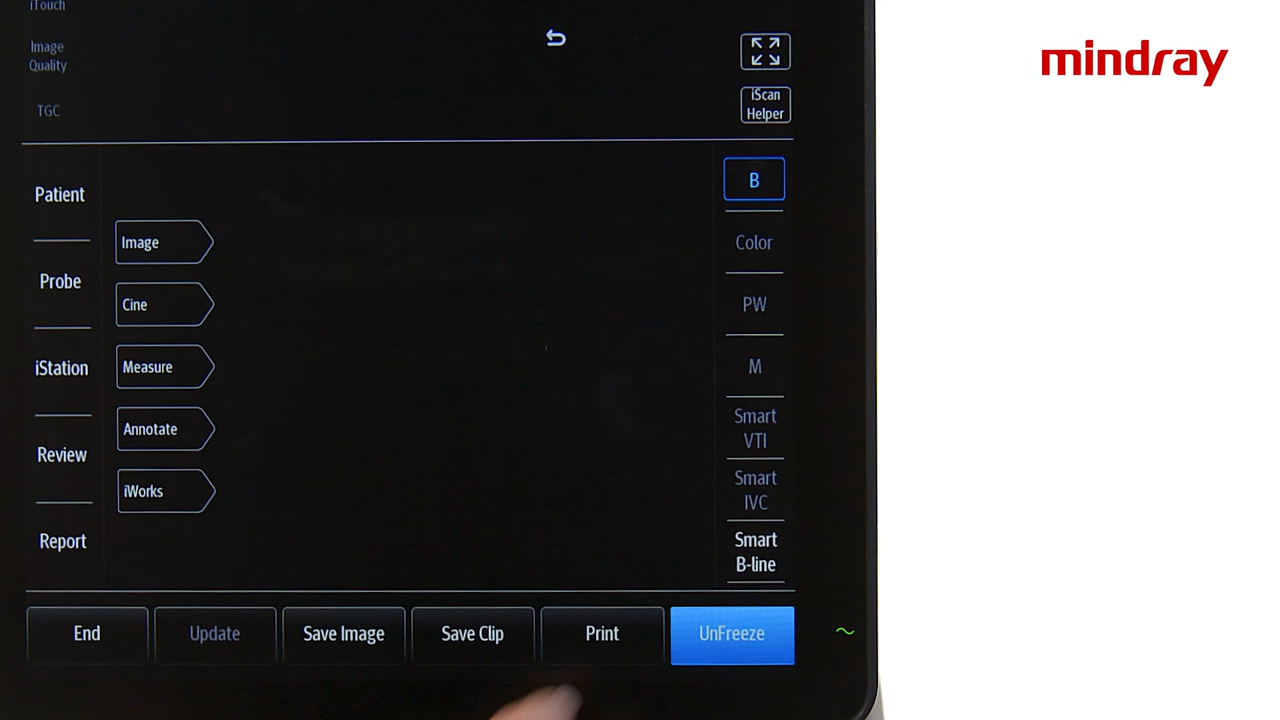 iTouch
mindray
Image
Quality
iScan
Helper
TGC
B
Patient
Image
Color
Probe
Cine
PW
iStation
Measure
M
Annotate
Smart
VTI
Review
iWorks
Smart
IVC
Report
Smart
B-line
End
Update
Save Image
Save Clip
Print
UnFreeze